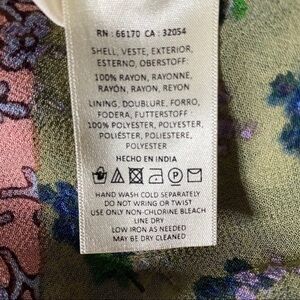 RN : 66170 CA : 32054
SHELL, VESTE, EXTERIOR,
ESTERNO, OBERSTOFF:
100% RAYON, RAYONNE,
RAYÓN, RAYON, REYON
LINING, DOUBLURE, FORRO,
FODERA, FUTTERSTOFF:
100% POLYESTER, POLYESTER,
POLIÉSTER, POLIESTERE,
POLYESTER
HECHO EN INDIA
HAND WASH COLD SEPARATELY
DO NOT WRING OR TWIST
USE ONLY NON-CHLORINE BLEACH
LINE DRY
LOW IRON AS NEEDED
MAY BE DRY CLEANED